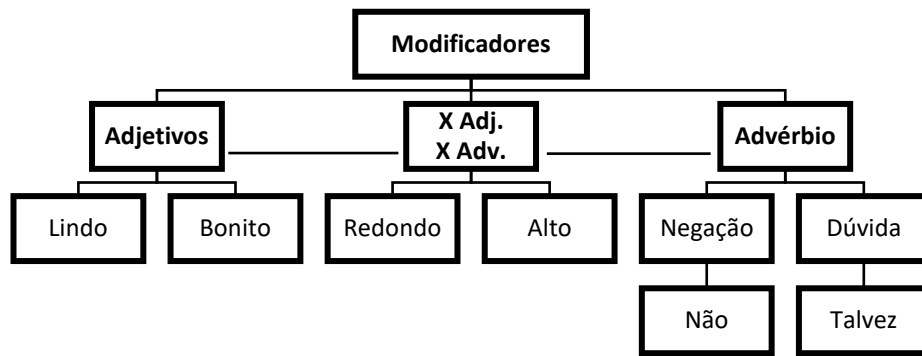 Modificadores
Adjetivos
X Adj.
X Adv.
Advérbio
Lindo
Bonito
Redondo
Alto
Negação
Dúvida
Não
Talvez